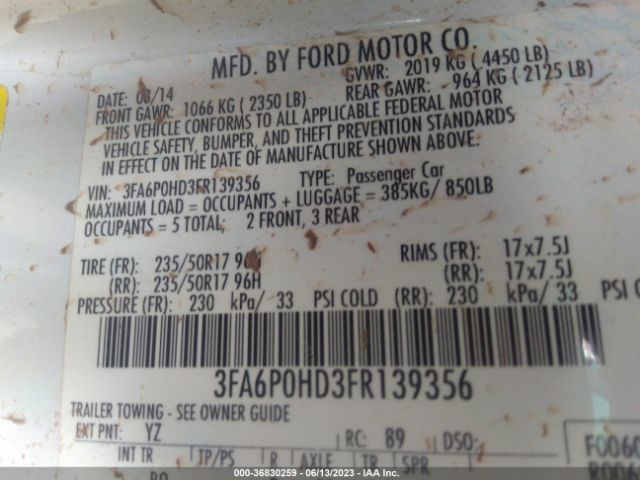 MFD. BY FORD MOTOR CO.
DATE: 08/14 GVWR: 2019 KG ( 4450 LB)
FRONT GAWR: 1066 KG ( 2350 LB) REAR GAWR: 964 KG ( 2125 LB)
THIS VEHICLE CONFORMS TO ALL APPLICABLE FEDERAL MOTOR
VEHICLE SAFETY, BUMPER, AND THEFT PREVENTION STANDARDS
IN EFFECT ON THE DATE OF MANUFACTURE SHOWN ABOVE.
VIN: 3FA6P0HD3FR139356 TYPE: Passenger Car
MAXIMUM LOAD = OCCUPANTS + LUGGAGE = 385KG/ 850LB
OCCUPANTS = 5 TOTAL; 2 FRONT, 3 REAR
TIRE (FR): 235/50R17 RIMS (FR): 17x7.5J
(RR): 235/50R17 96H (RR): 17x7.5J
PRESSURE (FR): 230 kPa/ 33 PSI COLD (RR): 230 kPa/ 33 PSI
3FA6P0HD3FR139356
TRAILER TOWING - SEE OWNER GUIDE
EXT PNT: YZ RC: 89 DSO:
INT TR TP/PS R AXLE TR SPR
000-36830259 - 06/13/2023 - IAA Inc.